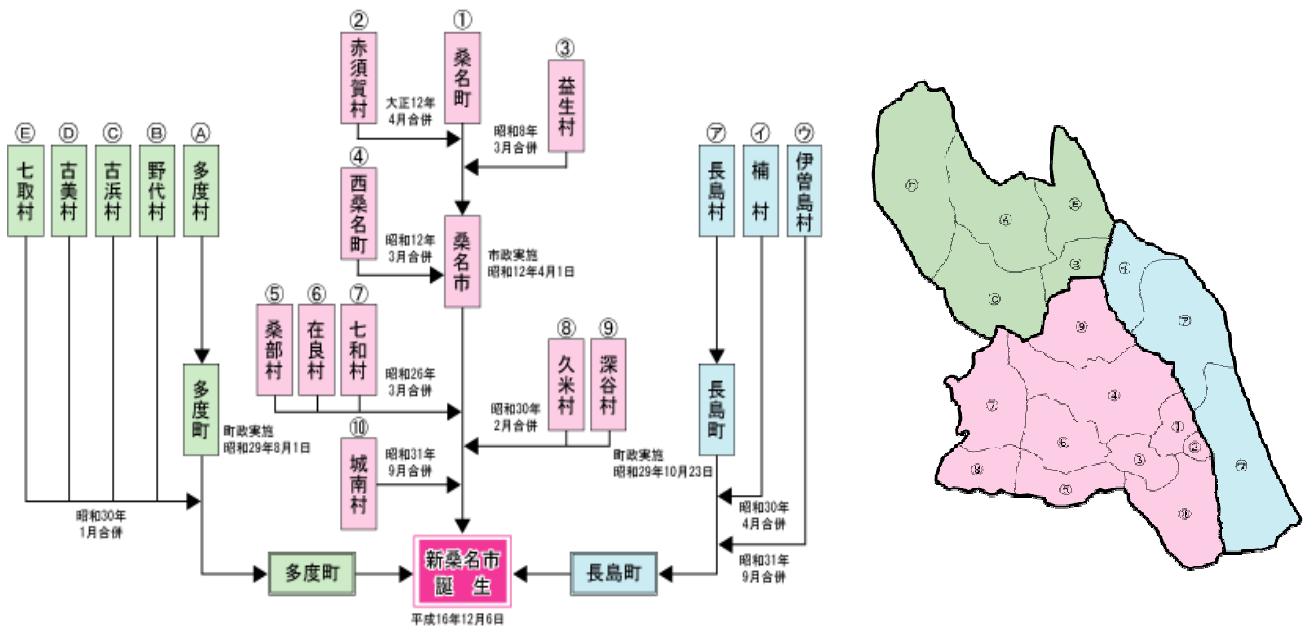 ②
赤須賀村
①
桑名町
③
益生村
大正12年
4月合併
昭和8年
3月合併
④
西桑名町
昭和12年
3月合併
桑名市
市政実施
昭和12年4月1日
Ⓔ
七取村
Ⓓ
古美村
Ⓒ
古浜村
Ⓑ
野代村
Ⓐ
多度村
㋐
長島村
㋑
楠村
㋒
伊曽島村
⑤
桑部村
⑥
在良村
⑦
七和村
昭和26年
3月合併
⑧
久米村
⑨
深谷村
昭和30年
2月合併
多度町
町政実施
昭和29年8月1日
長島町
町政実施
昭和29年10月23日
⑩
城南村
昭和31年
9月合併
昭和30年
1月合併
昭和30年
4月合併
昭和31年
9月合併
多度町
新桑名市
誕生
長島町
平成16年12月6日
㋑
㋐
⑨
⑦
④